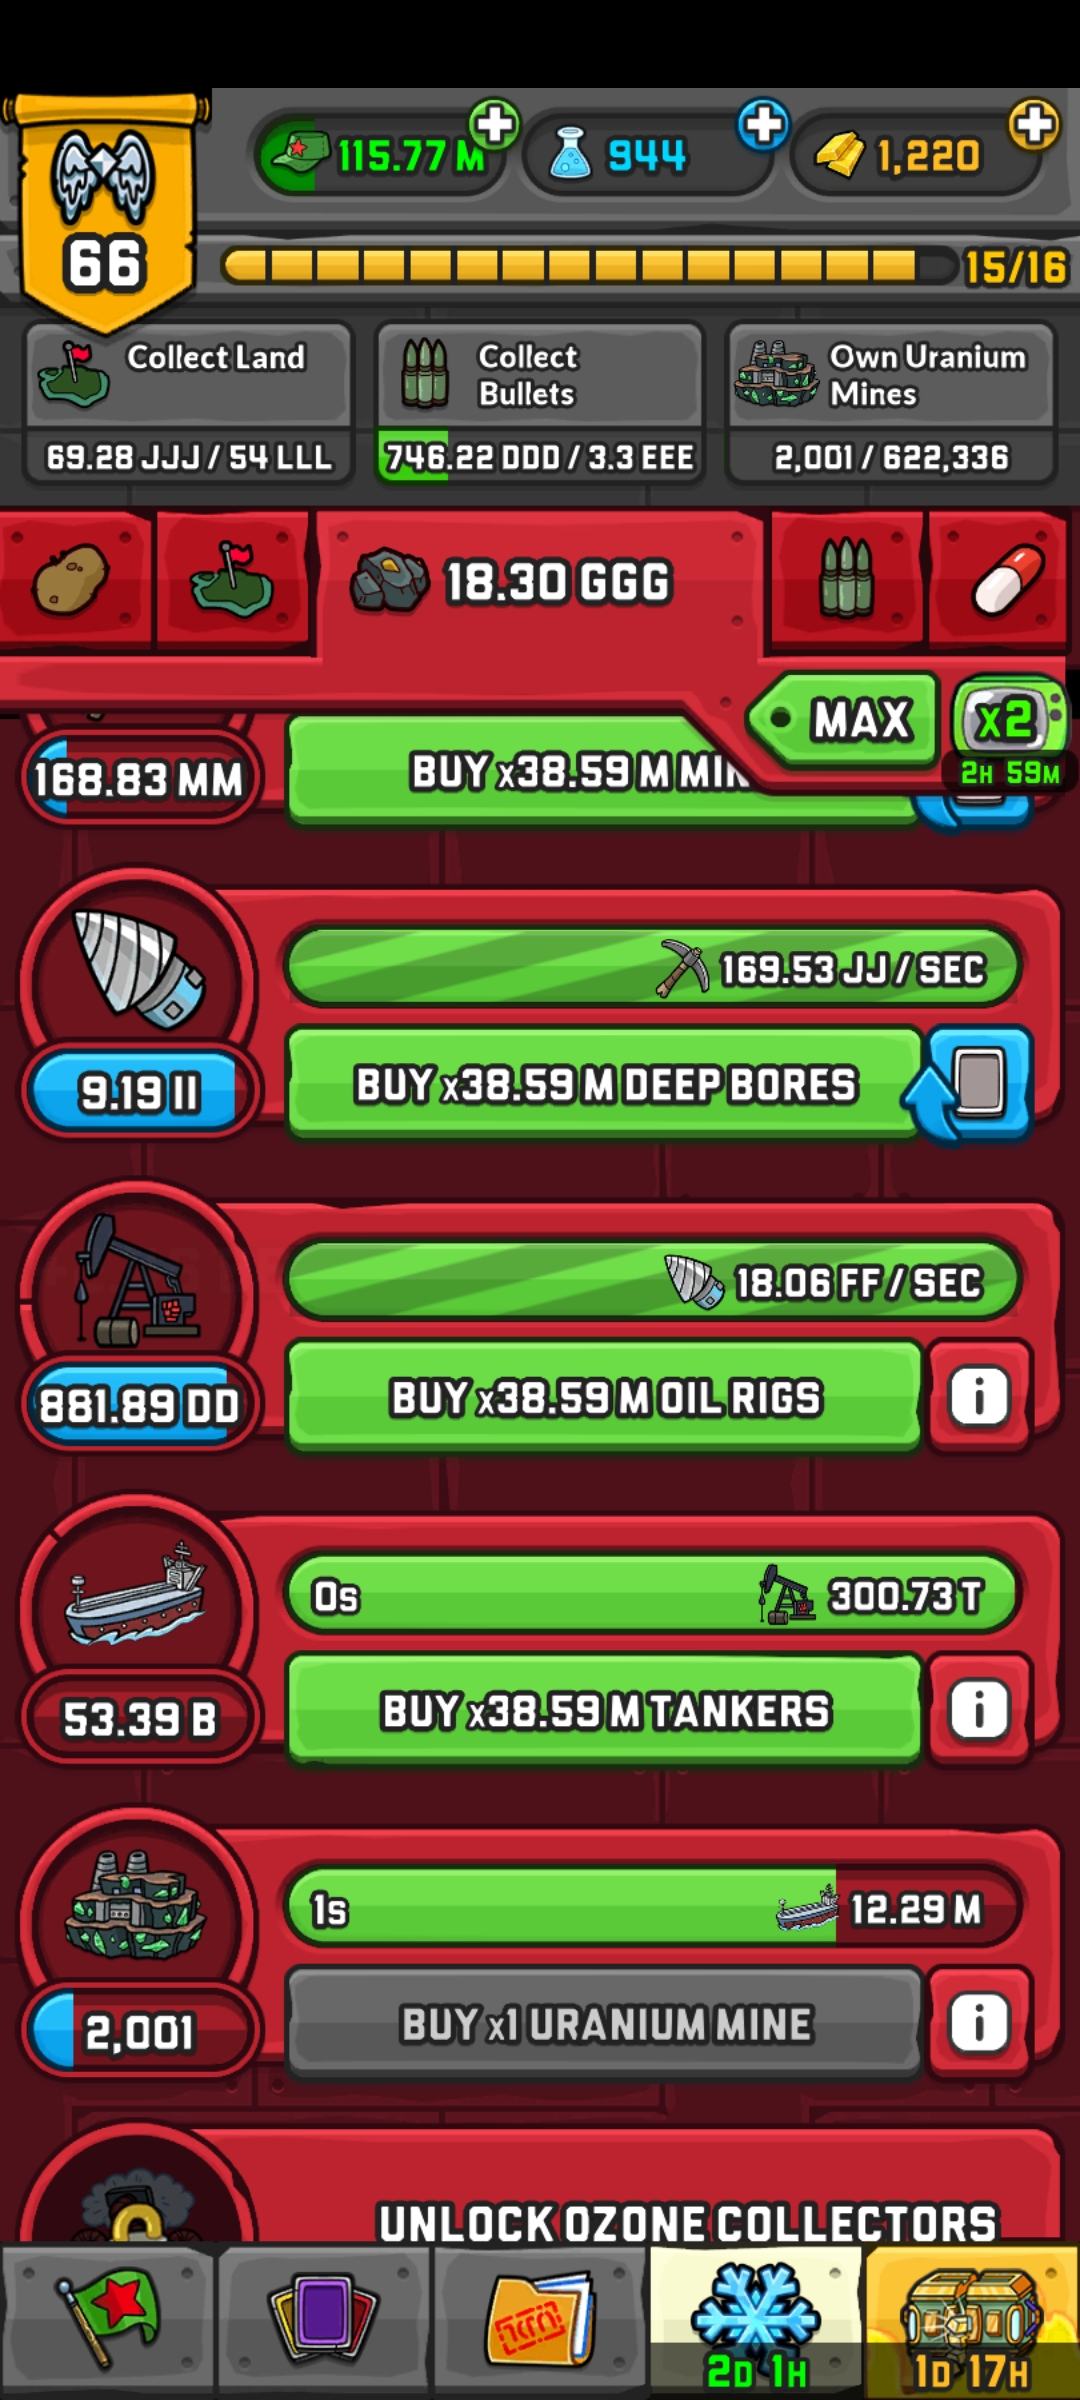 115.77 M
944
1,220
66
15/16
Collect Land
69.28 JJJ / 54 LLL
Collect
Bullets
746.22 DDD / 3.3 EEE
Own Uranium
Mines
2,001 / 622,336
18.30 GGG
MAX
x2
2H 59M
168.83 MM
BUY x38.59 M MIN
169.53 JJ / SEC
9.19 II
BUY x38.59 M DEEP BORES
18.06 FF / SEC
881.89 DD
BUY x38.59 M OIL RIGS
i
0s
300.73 T
53.39 B
BUY x38.59 M TANKERS
i
1s
12.29 M
2,001
BUY x1 URANIUM MINE
i
UNLOCK OZONE COLLECTORS
2D 1H
1D 17H